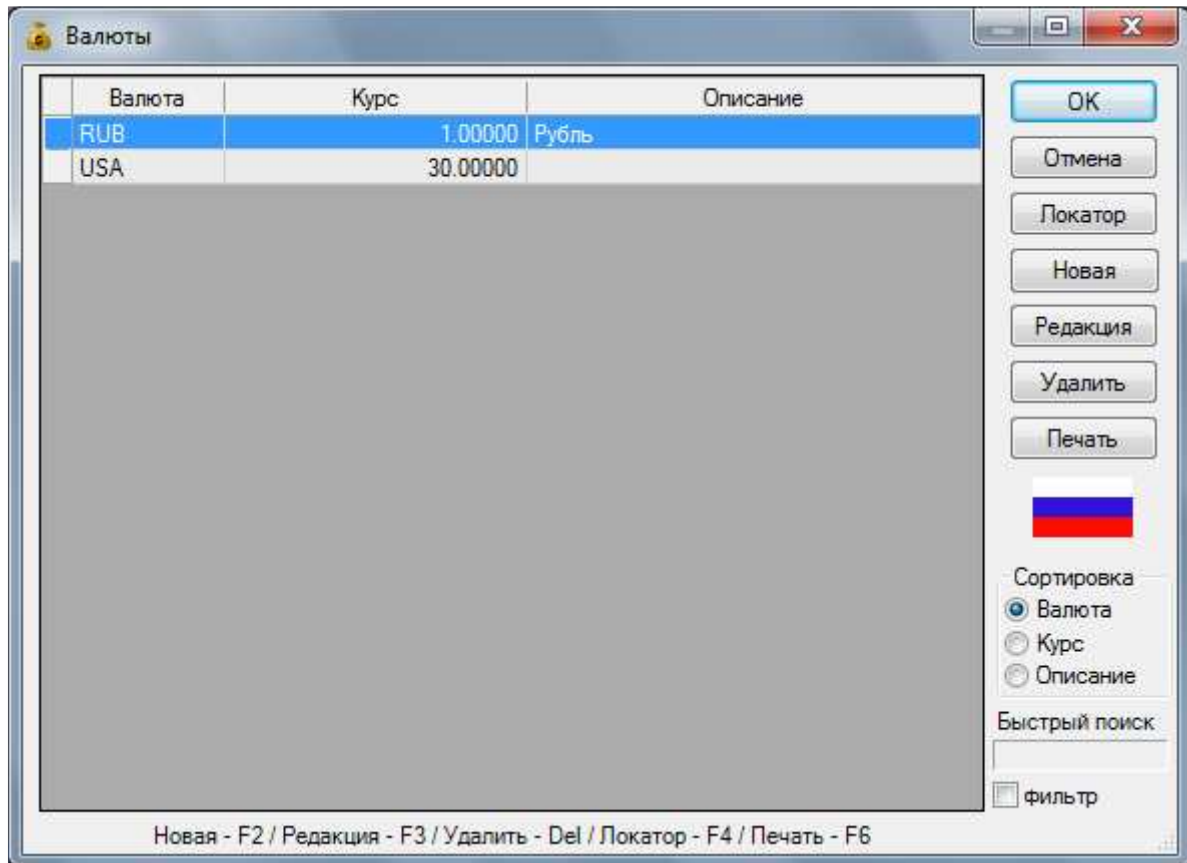 Валюты
Валюта Курс Описание
RUB 1.00000 Рубль
USA 30.00000
OK
Отмена
Локатор
Новая
Редакция
Удалить
Печать
Сортировка
Валюта
Курс
Описание
Быстрый поиск
фильтр
Новая - F2 / Редакция - F3 / Удалить - Del / Локатор - F4 / Печать - F6